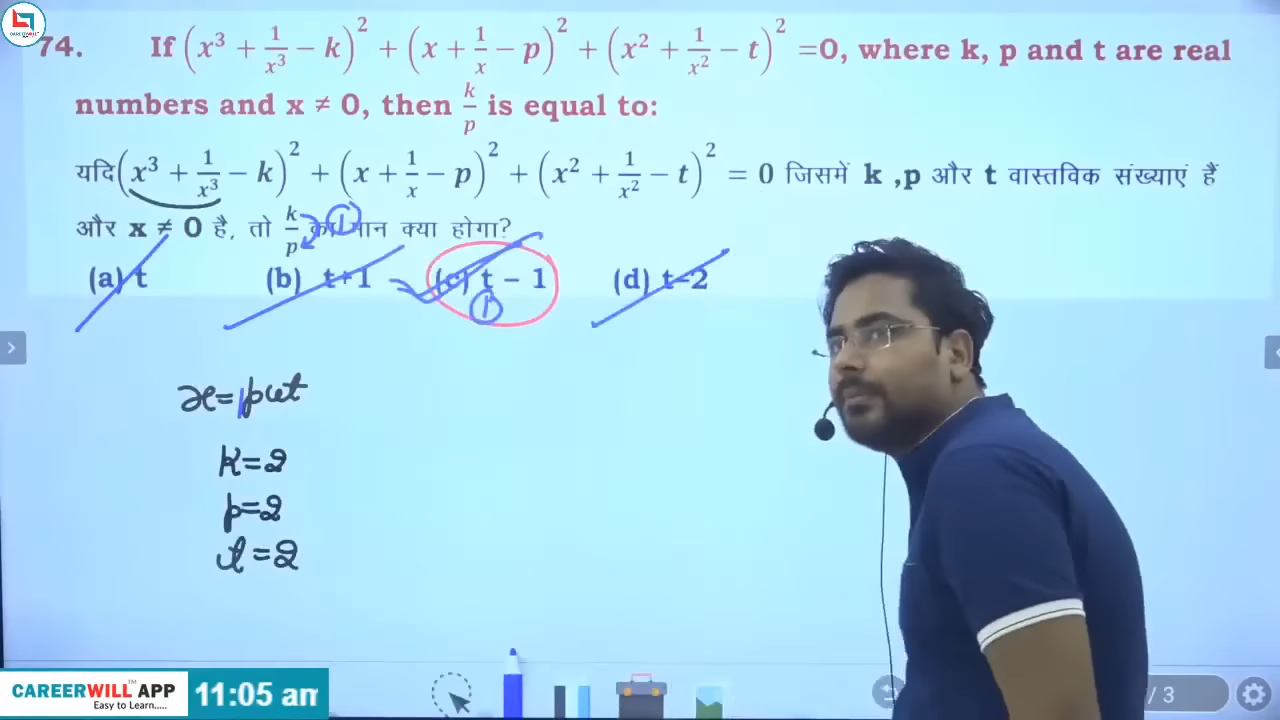 CAREERWILL
74. If (x³ + 1/x³ − k)² + (x + 1/x − p)² + (x² + 1/x² − t)² =0, where k, p and t are real
numbers and x ≠ 0, then k/p is equal to:
यदि (x³ + 1/x³ − k)² + (x + 1/x − p)² + (x² + 1/x² − t)² = 0 जिसमें k ,p और t वास्तविक संख्याएं हैं
और x ≠ 0 है, तो k/p का मान क्या होगा? 1
(a) t (b) t+1 (c) t − 1 (d) t−2
1
x = put
k=2
p=2
t=2
CAREERWILL™ APP
Easy to Learn.....
11:05 am
/ 3